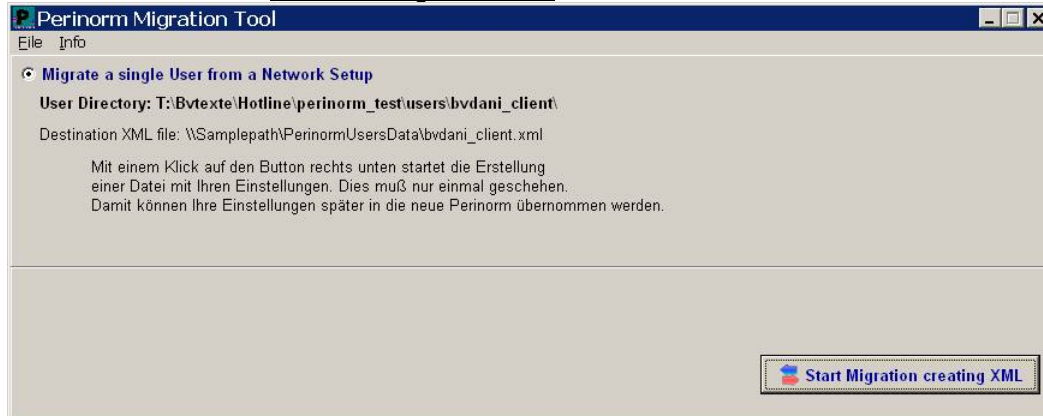 Perinorm Migration Tool
File Info
Migrate a single User from a Network Setup
User Directory: T:\Bvtexte\Hotline\perinorm_test\users\bvdani_client\
Destination XML file: \\Samplepath\PerinormUsersData\bvdani_client.xml
Mit einem Klick auf den Button rechts unten startet die Erstellung
einer Datei mit Ihren Einstellungen. Dies muß nur einmal geschehen.
Damit können Ihre Einstellungen später in die neue Perinorm übernommen werden.
Start Migration creating XML